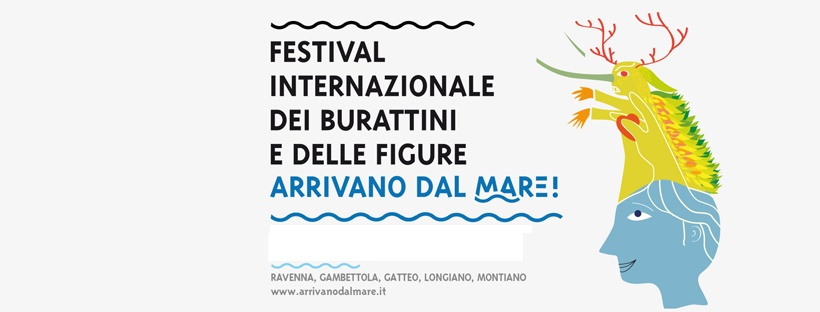 FESTIVAL
INTERNAZIONALE
DEI BURATTINI
E DELLE FIGURE
ARRIVANO DAL MARE!
RAVENNA, GAMBETTOLA, GATTEO, LONGIANO, MONTIANO
www.arrivanodalmare.it